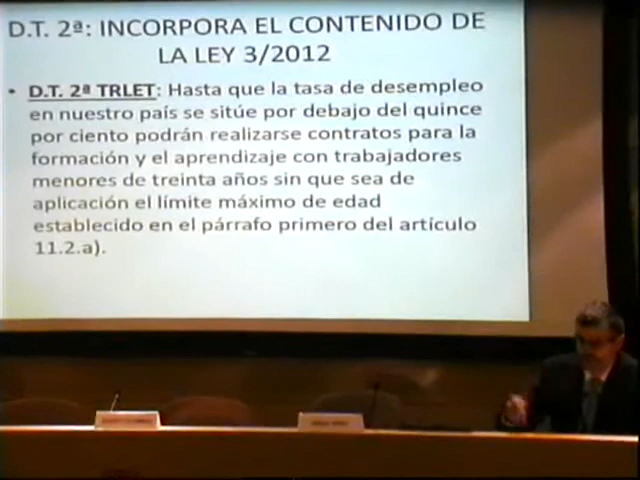 D.T. 2ª: INCORPORA EL CONTENIDO DE
LA LEY 3/2012
• D.T. 2ª TRLET: Hasta que la tasa de desempleo
en nuestro país se sitúe por debajo del quince
por ciento podrán realizarse contratos para la
formación y el aprendizaje con trabajadores
menores de treinta años sin que sea de
aplicación el límite máximo de edad
establecido en el párrafo primero del artículo
11.2.a).